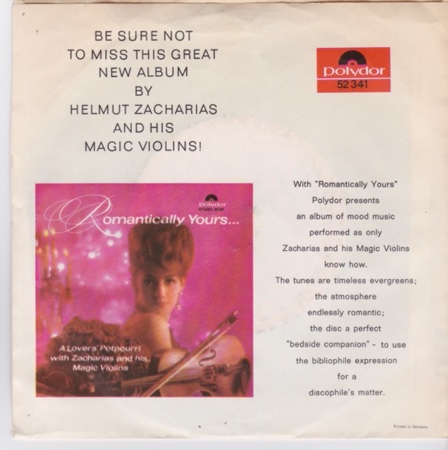 BE SURE NOT
TO MISS THIS GREAT
NEW ALBUM
BY
HELMUT ZACHARIAS
AND HIS
MAGIC VIOLINS!
Polydor
52 341
Polydor
Romantically Yours...
A Lovers' Potpourri
with Zacharias and his
Magic Violins
With "Romantically Yours"
Polydor presents
an album of mood music
performed as only
Zacharias and his Magic Violins
know how.
The tunes are timeless evergreens;
the atmosphere
endlessly romantic;
the disc a perfect
"bedside companion" - to use
the bibliophile expression
for a
discophile's matter.
Printed in Germany